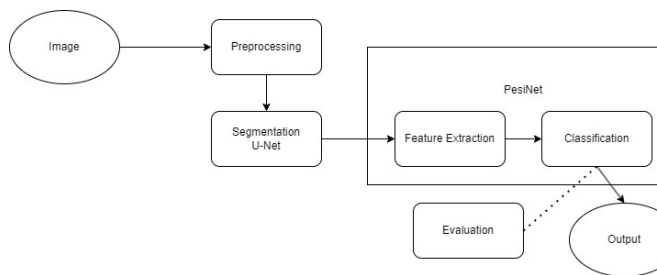 Image
Preprocessing
Segmentation
U-Net
PesiNet
Feature Extraction
Classification
Evaluation
Output